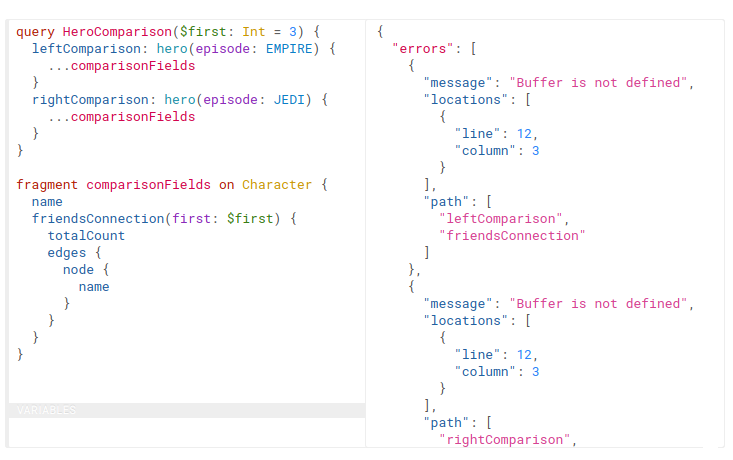 query HeroComparison($first: Int = 3) {
  leftComparison: hero(episode: EMPIRE) {
    ...comparisonFields
  }
  rightComparison: hero(episode: JEDI) {
    ...comparisonFields
  }
}

fragment comparisonFields on Character {
  name
  friendsConnection(first: $first) {
    totalCount
    edges {
      node {
        name
      }
    }
  }
}
VARIABLES
{
  "errors": [
    {
      "message": "Buffer is not defined",
      "locations": [
        {
          "line": 12,
          "column": 3
        }
      ],
      "path": [
        "leftComparison",
        "friendsConnection"
      ]
    },
    {
      "message": "Buffer is not defined",
      "locations": [
        {
          "line": 12,
          "column": 3
        }
      ],
      "path": [
        "rightComparison",